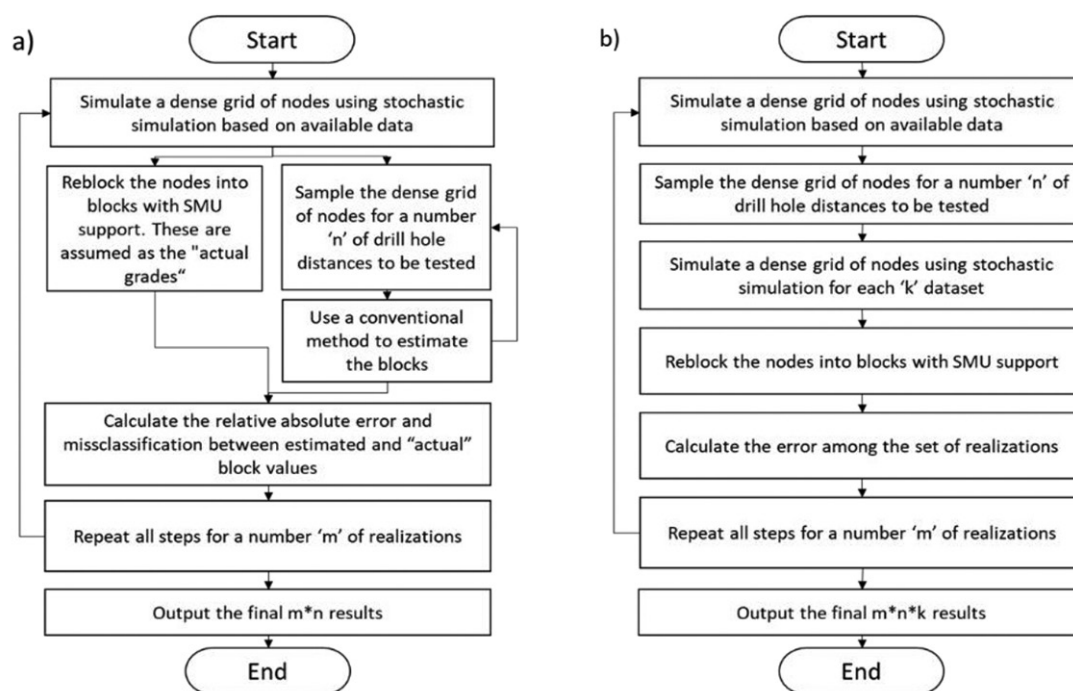 a)
Start
Simulate a dense grid of nodes using stochastic
simulation based on available data
Reblock the nodes into
blocks with SMU
support. These are
assumed as the "actual
grades“
Sample the dense grid
of nodes for a number
‘n’ of drill hole
distances to be tested
Use a conventional
method to estimate
the blocks
Calculate the relative absolute error and
missclassification between estimated and “actual”
block values
Repeat all steps for a number ‘m’ of realizations
Output the final m*n results
End
b)
Start
Simulate a dense grid of nodes using stochastic
simulation based on available data
Sample the dense grid of nodes for a number ‘n’ of
drill hole distances to be tested
Simulate a dense grid of nodes using stochastic
simulation for each ‘k’ dataset
Reblock the nodes into blocks with SMU support
Calculate the error among the set of realizations
Repeat all steps for a number ‘m’ of realizations
Output the final m*n*k results
End